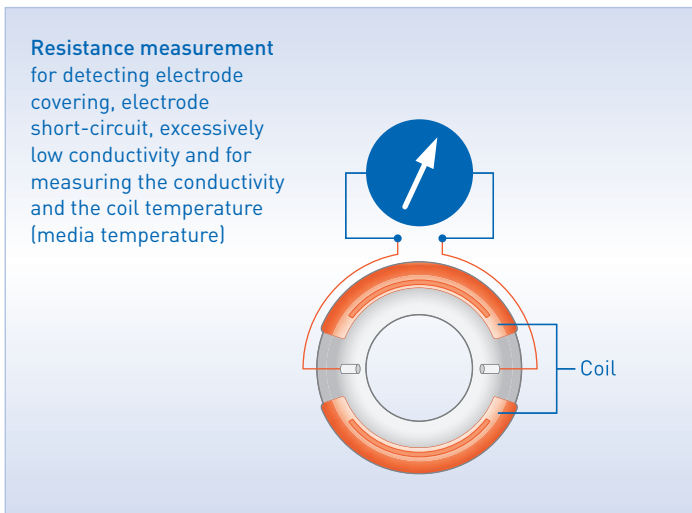 Resistance measurement
for detecting electrode
covering, electrode
short-circuit, excessively
low conductivity and for
measuring the conductivity
and the coil temperature
(media temperature)
Coil